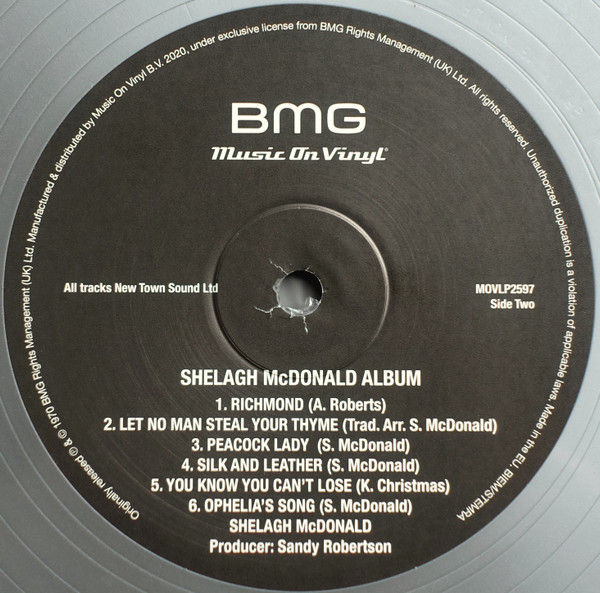 Originally released ℗ & © 1970 BMG Rights Management (UK) Ltd. Manufactured & distributed by Music On Vinyl B.V. 2020, under exclusive license from BMG Rights Management (UK) Ltd. All rights reserved. Unauthorized duplication is a violation of applicable laws. Made in the EU. BIEM/STEMRA
BMG
Music On Vinyl®
All tracks New Town Sound Ltd
MOVLP2597
Side Two
SHELAGH McDONALD ALBUM
1. RICHMOND (A. Roberts)
2. LET NO MAN STEAL YOUR THYME (Trad. Arr. S. McDonald)
3. PEACOCK LADY (S. McDonald)
4. SILK AND LEATHER (S. McDonald)
5. YOU KNOW YOU CAN'T LOSE (K. Christmas)
6. OPHELIA'S SONG (S. McDonald)
SHELAGH McDONALD
Producer: Sandy Robertson